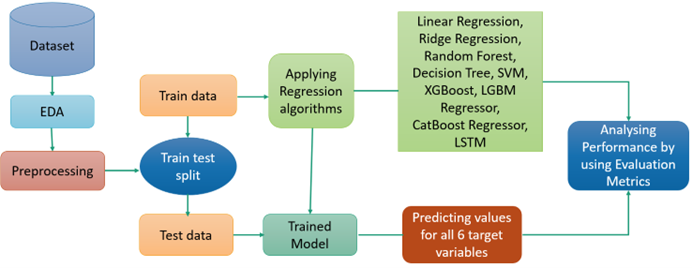 Dataset
EDA
Preprocessing
Train data
Train test
split
Test data
Applying
Regression
algorithms
Trained
Model
Linear Regression,
Ridge Regression,
Random Forest,
Decision Tree, SVM,
XGBoost, LGBM
Regressor,
CatBoost Regressor,
LSTM
Predicting values
for all 6 target
variables
Analysing
Performance by
using Evaluation
Metrics